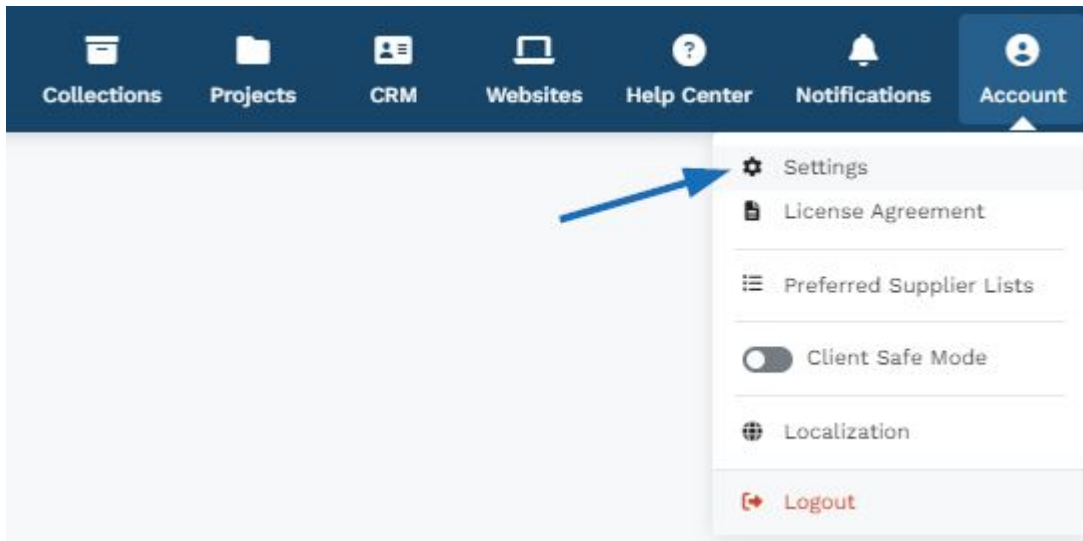 Collections Projects CRM Websites Help Center Notifications Account
Settings
License Agreement
Preferred Supplier Lists
Client Safe Mode
Localization
Logout